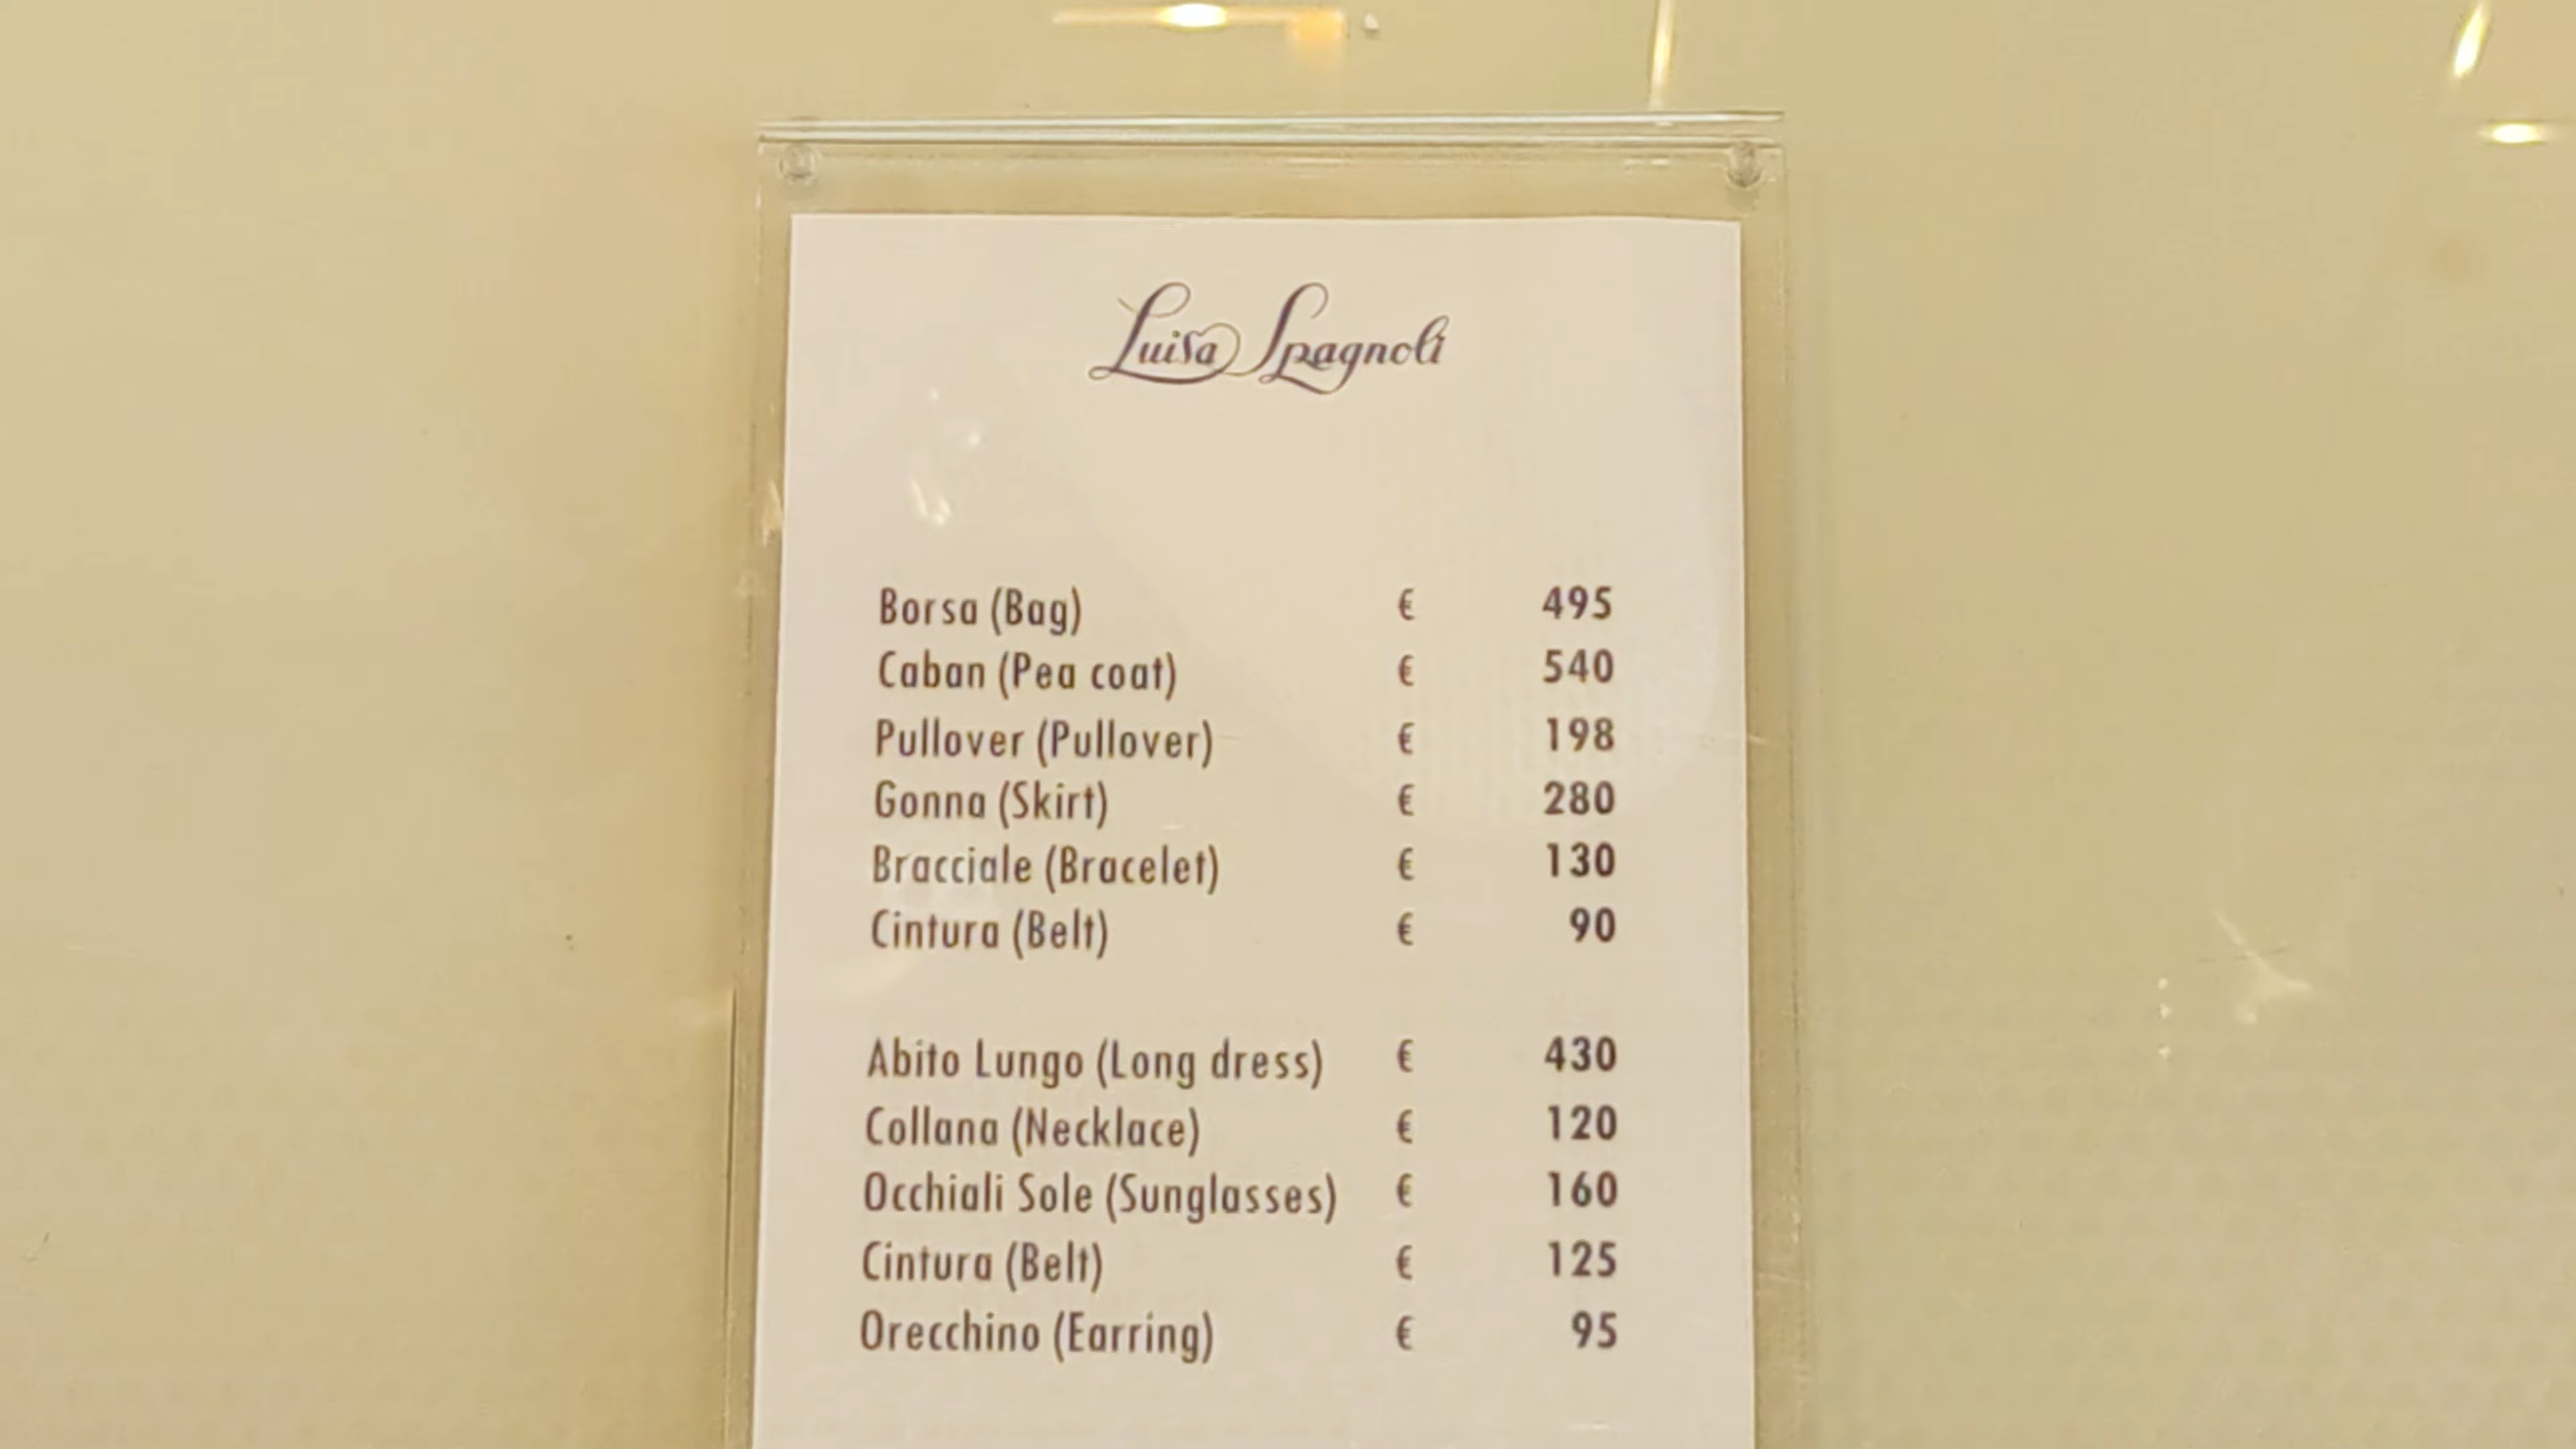 Luisa Spagnoli
Borsa (Bag) € 495
Caban (Pea coat) € 540
Pullover (Pullover) € 198
Gonna (Skirt) € 280
Bracciale (Bracelet) € 130
Cintura (Belt) € 90
Abito Lungo (Long dress) € 430
Collana (Necklace) € 120
Occhiali Sole (Sunglasses) € 160
Cintura (Belt) € 125
Orecchino (Earring) € 95